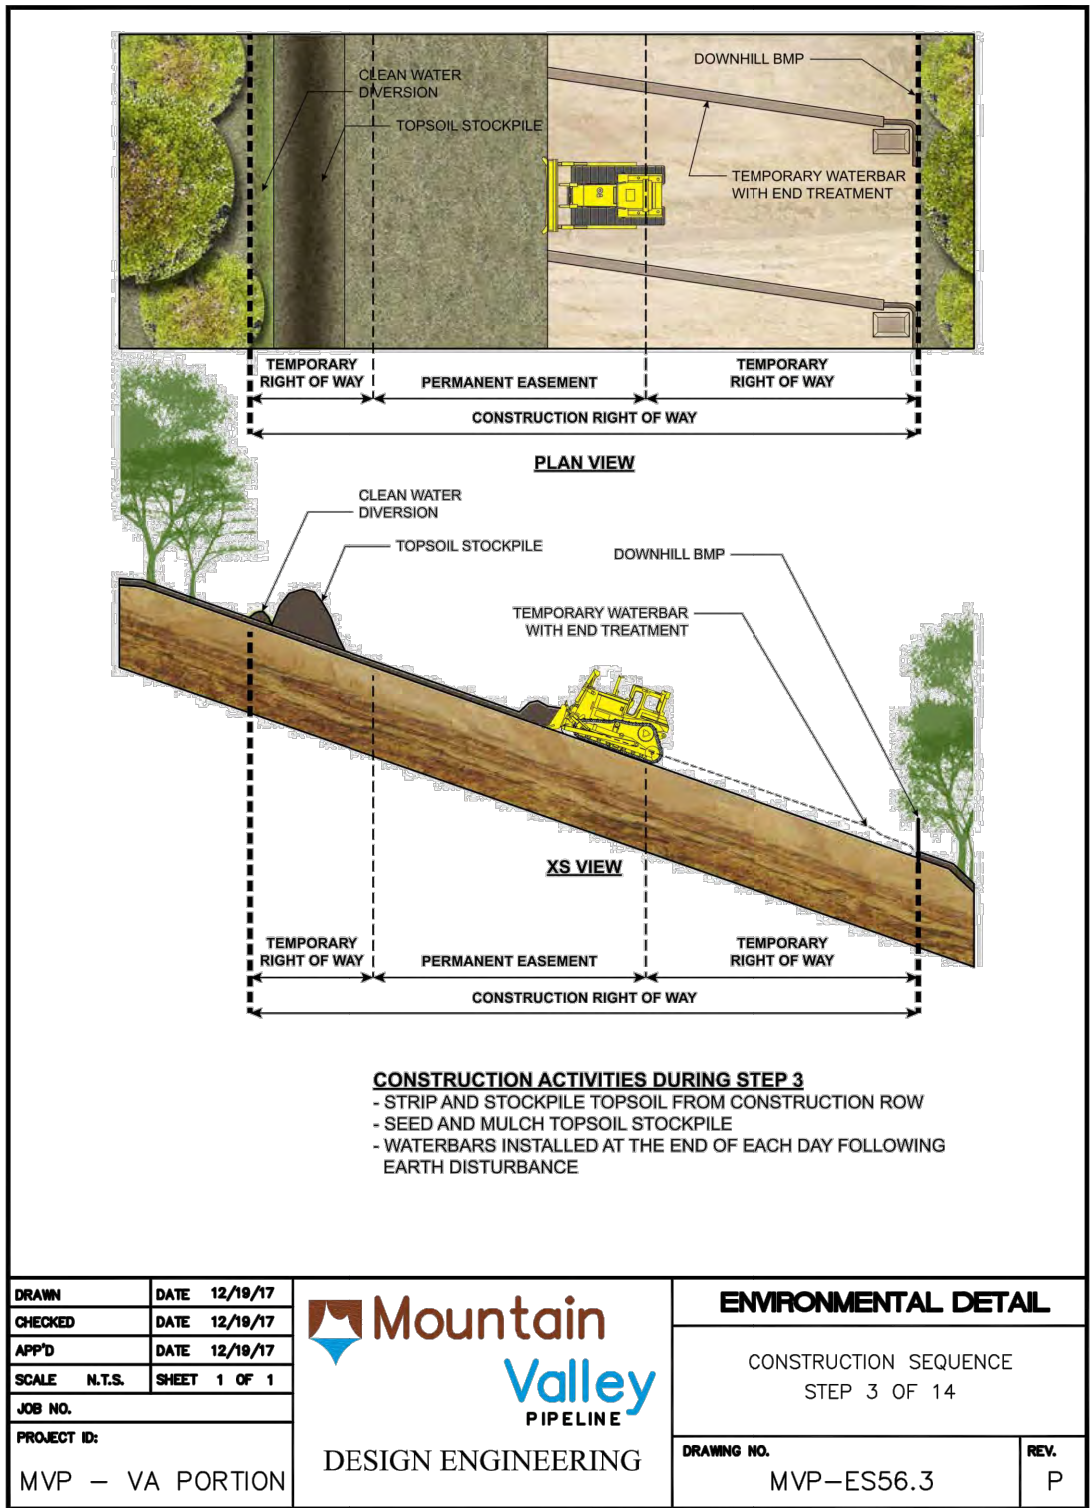 CLEAN WATER
DIVERSION
TOPSOIL STOCKPILE
DOWNHILL BMP
TEMPORARY WATERBAR
WITH END TREATMENT
TEMPORARY
RIGHT OF WAY
PERMANENT EASEMENT
TEMPORARY
RIGHT OF WAY
CONSTRUCTION RIGHT OF WAY
PLAN VIEW
CLEAN WATER
DIVERSION
TOPSOIL STOCKPILE
DOWNHILL BMP
TEMPORARY WATERBAR
WITH END TREATMENT
XS VIEW
TEMPORARY
RIGHT OF WAY
PERMANENT EASEMENT
TEMPORARY
RIGHT OF WAY
CONSTRUCTION RIGHT OF WAY
CONSTRUCTION ACTIVITIES DURING STEP 3
- STRIP AND STOCKPILE TOPSOIL FROM CONSTRUCTION ROW
- SEED AND MULCH TOPSOIL STOCKPILE
- WATERBARS INSTALLED AT THE END OF EACH DAY FOLLOWING
EARTH DISTURBANCE
DRAWN DATE 12/19/17
CHECKED DATE 12/19/17
APP'D DATE 12/19/17
SCALE N.T.S. SHEET 1 OF 1
JOB NO.
PROJECT ID:
MVP - VA PORTION
Mountain
Valley
PIPELINE
DESIGN ENGINEERING
ENVIRONMENTAL DETAIL
CONSTRUCTION SEQUENCE
STEP 3 OF 14
DRAWING NO.
MVP-ES56.3
REV.
P